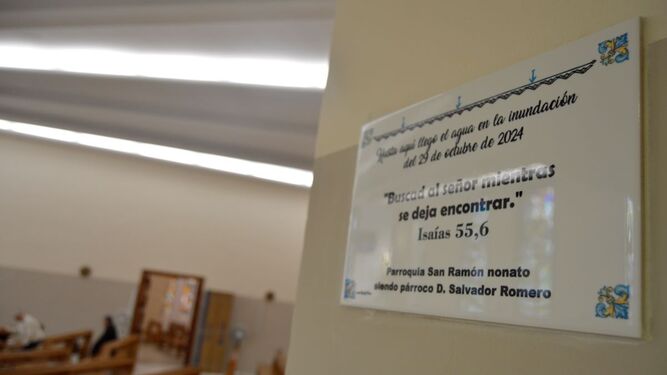 Hasta aquí llego el agua en la inundación
del 29 de octubre de 2024
"Buscad al señor mientras
se deja encontrar."
Isaías 55,6
Parroquia San Ramón nonato
siendo párroco D. Salvador Romero